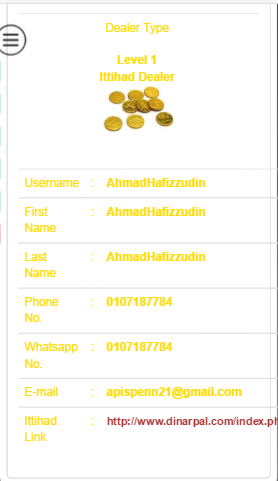 Dealer Type
Level 1
Ittihad Dealer
Username : AhmadHafizzudin
First Name : AhmadHafizzudin
Last Name : AhmadHafizzudin
Phone No. : 0107187784
Whatsapp No. : 0107187784
E-mail : apispenn21@gmail.com
Ittihad Link : http://www.dinarpal.com/index.ph